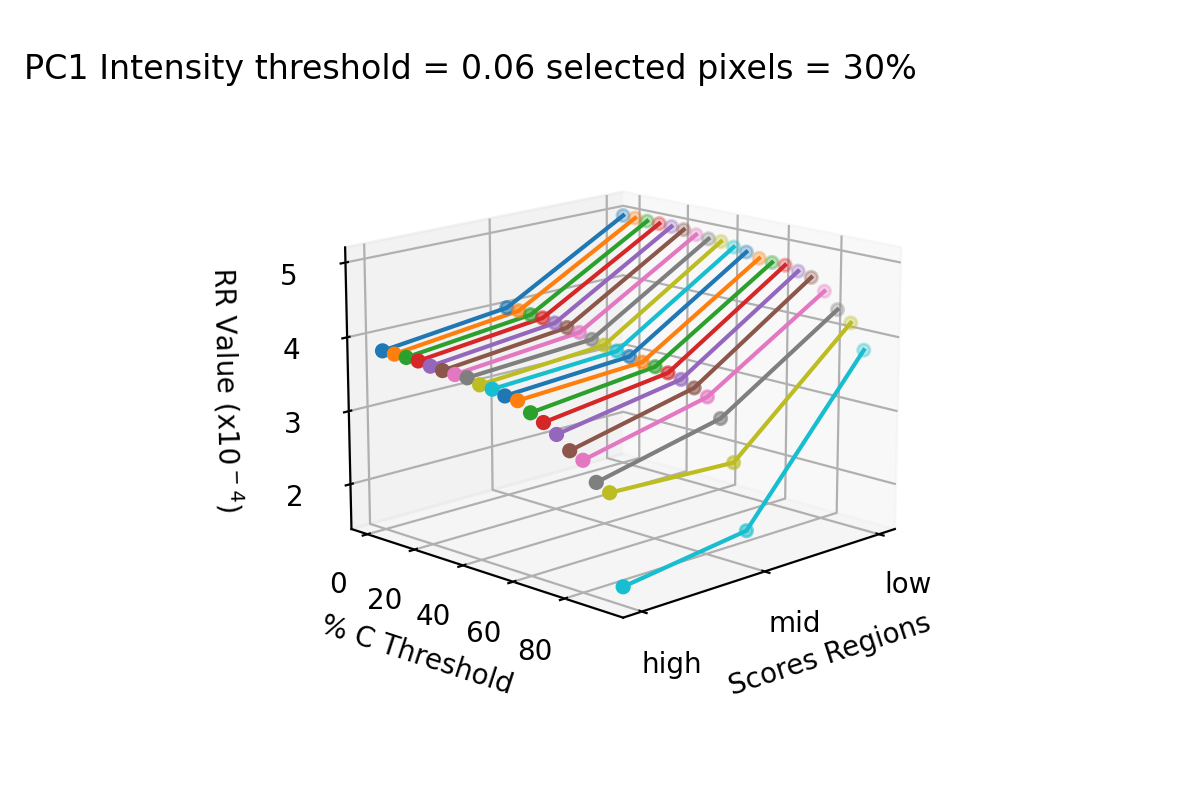 PC1 Intensity threshold = 0.06 selected pixels = 30%
RR Value (x10⁻⁴)
5
4
3
2
0
20
40
60
80
% C Threshold
high
mid
low
Scores Regions